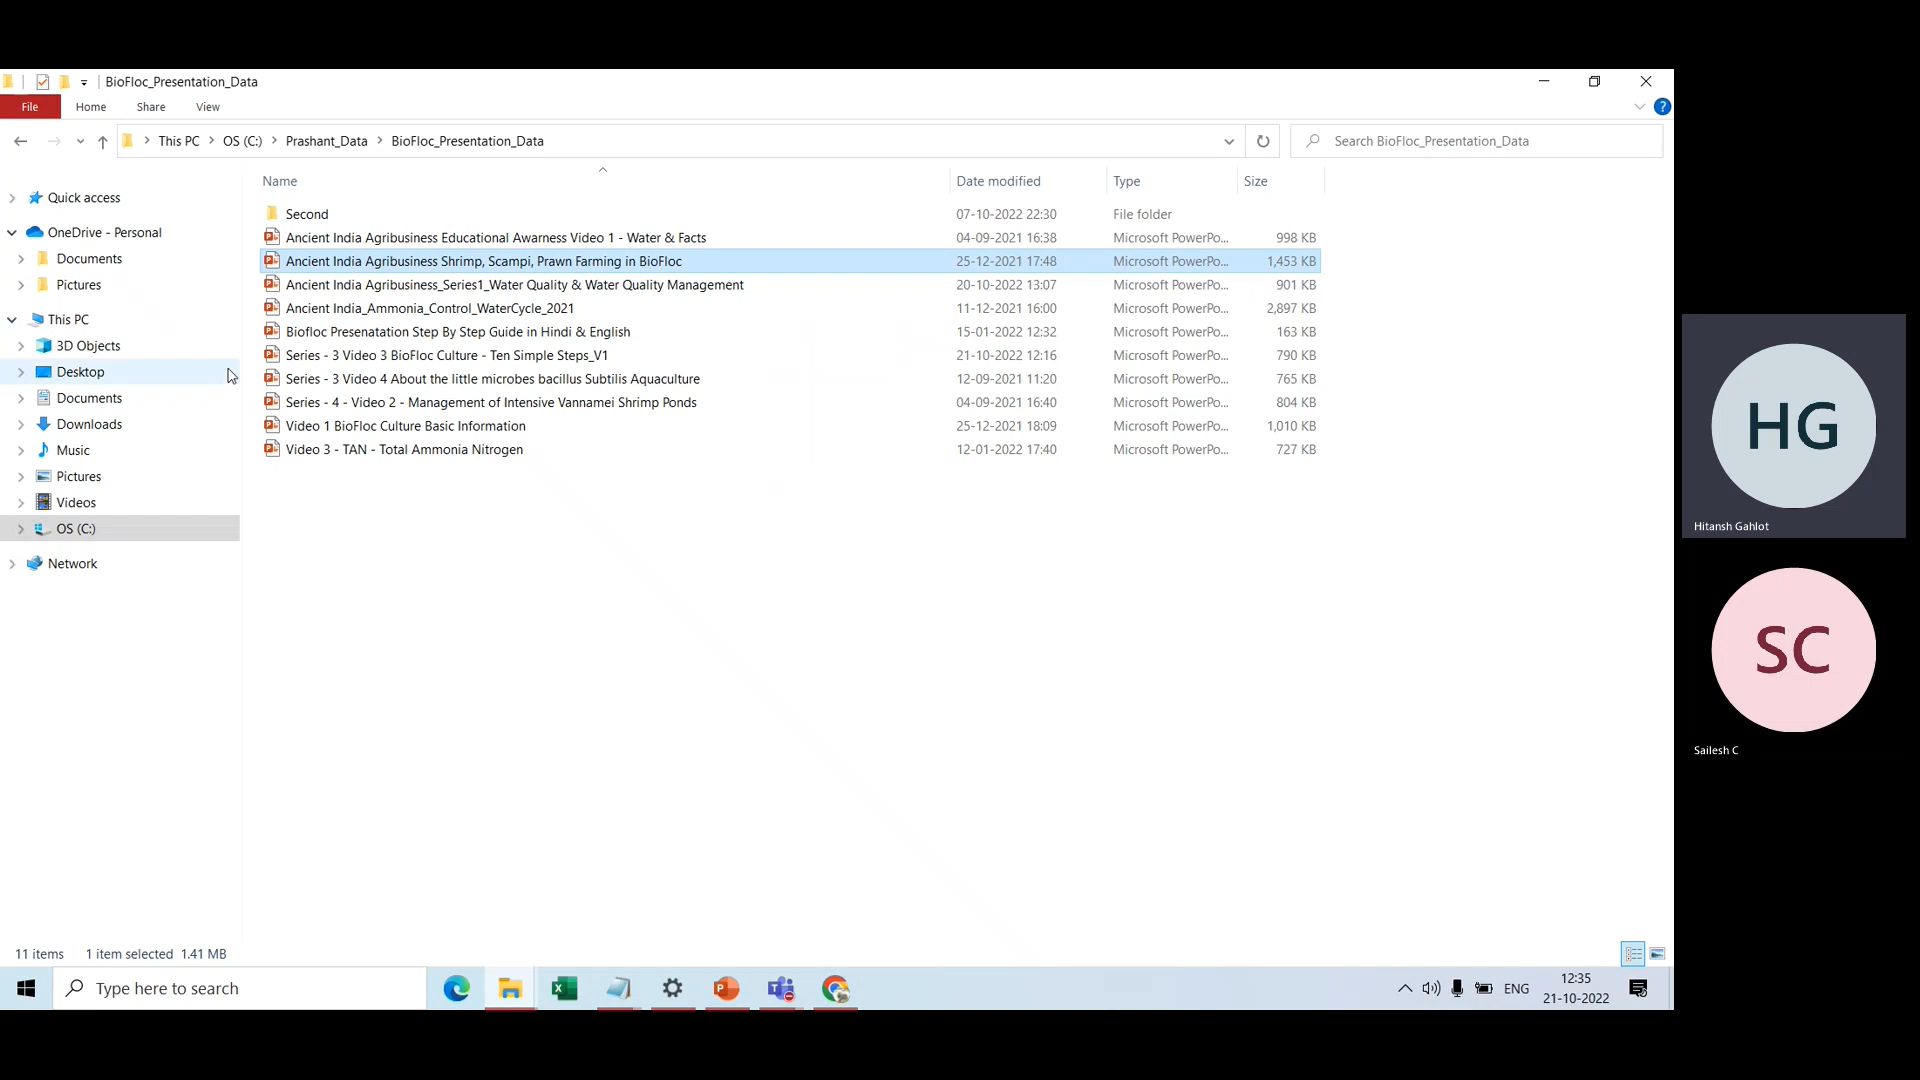 BioFloc_Presentation_Data
File Home Share View
This PC OS (C:) Prashant_Data BioFloc_Presentation_Data
Search BioFloc_Presentation_Data
Name Date modified Type Size
Quick access
OneDrive - Personal
Documents
Pictures
This PC
3D Objects
Desktop
Documents
Downloads
Music
Pictures
Videos
OS (C:)
Network
Second 07-10-2022 22:30 File folder
Ancient India Agribusiness Educational Awarness Video 1 - Water & Facts 04-09-2021 16:38 Microsoft PowerPo... 998 KB
Ancient India Agribusiness Shrimp, Scampi, Prawn Farming in BioFloc 25-12-2021 17:48 Microsoft PowerPo... 1,453 KB
Ancient India Agribusiness_Series1_Water Quality & Water Quality Management 20-10-2022 13:07 Microsoft PowerPo... 901 KB
Ancient India_Ammonia_Control_WaterCycle_2021 11-12-2021 16:00 Microsoft PowerPo... 2,897 KB
Biofloc Presenatation Step By Step Guide in Hindi & English 15-01-2022 12:32 Microsoft PowerPo... 163 KB
Series - 3 Video 3 BioFloc Culture - Ten Simple Steps_V1 21-10-2022 12:16 Microsoft PowerPo... 790 KB
Series - 3 Video 4 About the little microbes bacillus Subtilis Aquaculture 12-09-2021 11:20 Microsoft PowerPo... 765 KB
Series - 4 - Video 2 - Management of Intensive Vannamei Shrimp Ponds 04-09-2021 16:40 Microsoft PowerPo... 804 KB
Video 1 BioFloc Culture Basic Information 25-12-2021 18:09 Microsoft PowerPo... 1,010 KB
Video 3 - TAN - Total Ammonia Nitrogen 12-01-2022 17:40 Microsoft PowerPo... 727 KB
11 items 1 item selected 1.41 MB
Type here to search
ENG
12:35
21-10-2022
HG
Hitansh Gahlot
SC
Sailesh C